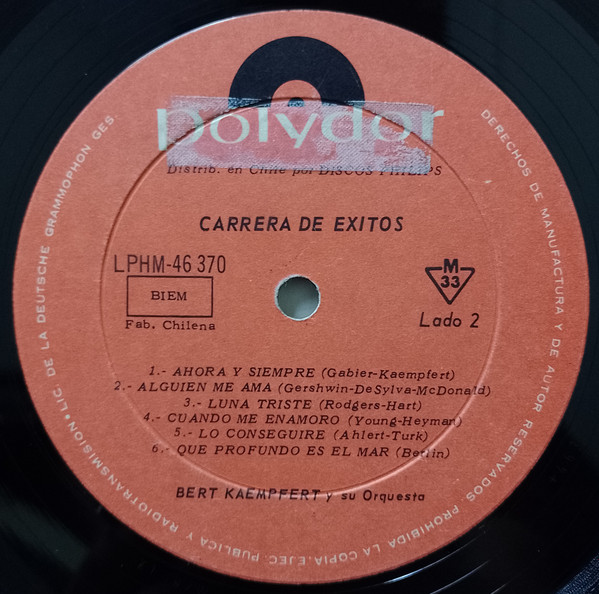 polydor
Distrib. en Chile por DISCOS PHILIPS
CARRERA DE EXITOS
LPHM-46 370
BIEM
Fab. Chilena
M
33
Lado 2
1.- AHORA Y SIEMPRE (Gabier-Kaempfert)
2.- ALGUIEN ME AMA (Gershwin-DeSylva-McDonald)
3.- LUNA TRISTE (Rodgers-Hart)
4.- CUANDO ME ENAMORO (Young-Heyman)
5.- LO CONSEGUIRE (Ahlert-Turk)
6.- QUE PROFUNDO ES EL MAR (Berlin)
BERT KAEMPFERT y su Orquesta
LIC. DE LA DEUTSCHE GRAMMOPHON GES
DERECHOS DE MANUFACTURA Y DE AUTOR RESERVADOS PROHIBIDA LA COPIA. EJEC. PUBLICA Y RADIOTRANSMISION •